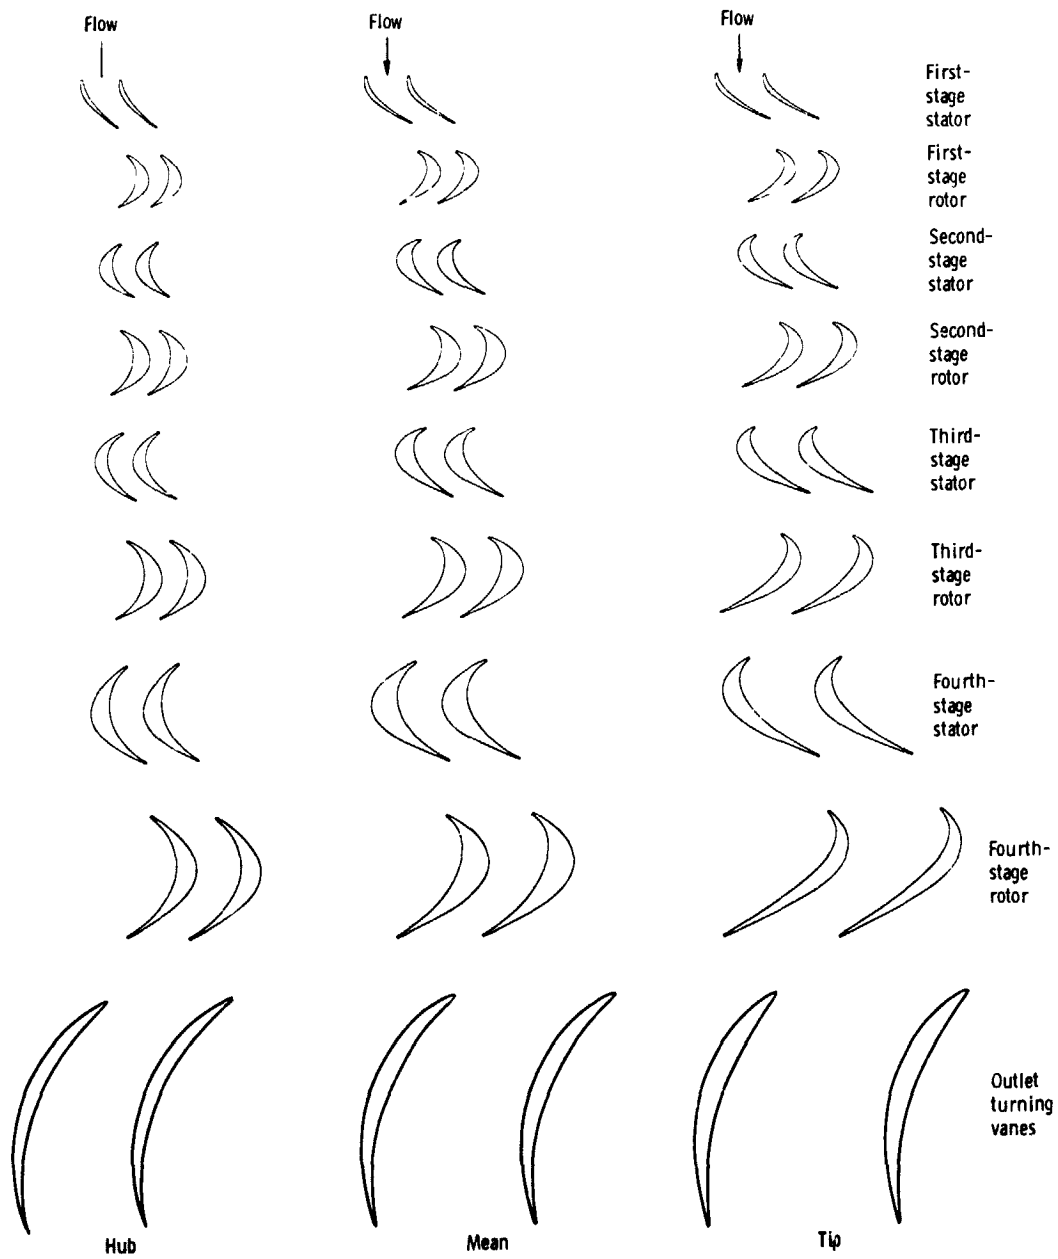 Flow
Flow
Flow
First-
stage
stator
First-
stage
rotor
Second-
stage
stator
Second-
stage
rotor
Third-
stage
stator
Third-
stage
rotor
Fourth-
stage
stator
Fourth-
stage
rotor
Outlet
turning
vanes
Hub
Mean
Tip